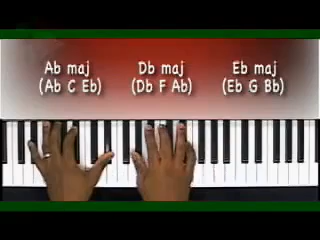 Ab maj Db maj Eb maj
(Ab C Eb) (Db F Ab) (Eb G Bb)